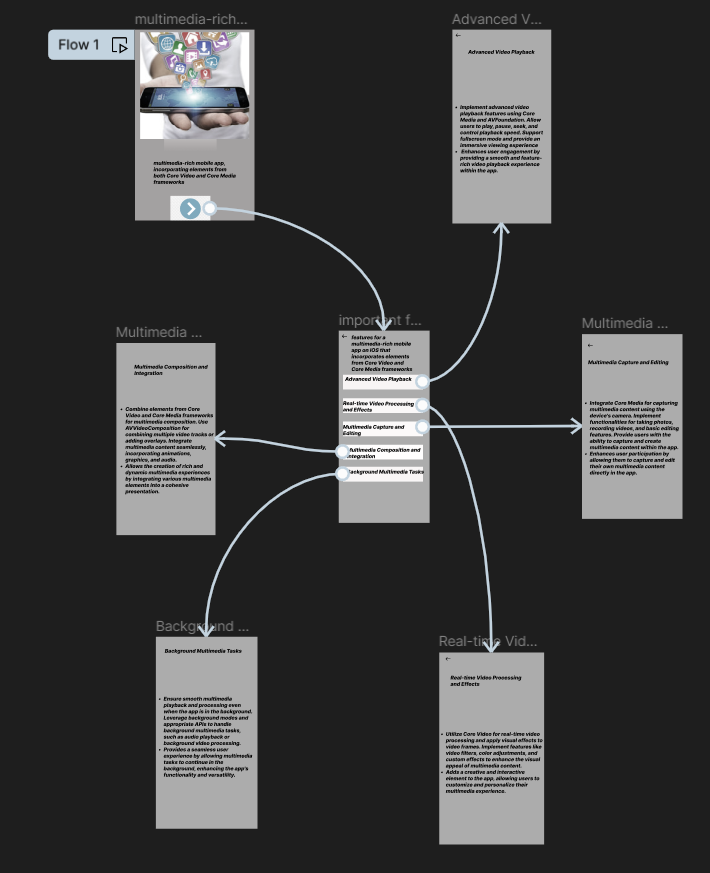 multimedia-rich...
Flow 1
multimedia-rich mobile app,
incorporating elements from
both Core Video and Core Media
frameworks
Advanced V...
←
Advanced Video Playback
• Implement advanced video
playback features using Core
Media and AVFoundation. Allow
users to play, pause, seek, and
control playback speed. Support
fullscreen mode and provide an
immersive viewing experience
• Enhances user engagement by
providing a smooth and feature-
rich video playback experience
within the app.
important f...
←
features for a
multimedia-rich mobile
app on iOS that
incorporates elements
from Core Video and
Core Media frameworks
Advanced Video Playback
Real-time Video Processing
and Effects
Multimedia Capture and
Editing
Multimedia Composition and
Integration
Background Multimedia Tasks
Multimedia ...
Multimedia Composition and
Integration
• Combine elements from Core
Video and Core Media frameworks
for multimedia composition. Use
AVVideoComposition for
combining multiple video tracks or
adding overlays. Integrate
multimedia content seamlessly,
incorporating animations,
graphics, and audio.
• Allows the creation of rich and
dynamic multimedia experiences
by integrating various multimedia
elements into a cohesive
presentation.
Multimedia ...
←
Multimedia Capture and Editing
• Integrate Core Media for capturing
multimedia content using the
device's camera. Implement
functionalities for taking photos,
recording videos, and basic editing
features. Provide users with the
ability to capture and create
multimedia content within the app.
• Enhances user participation by
allowing them to capture and edit
their own multimedia content
directly in the app.
Background ...
Background Multimedia Tasks
• Ensure smooth multimedia
playback and processing even
when the app is in the background.
Leverage background modes and
appropriate APIs to handle
background multimedia tasks,
such as audio playback or
background video processing.
• Provides a seamless user
experience by allowing multimedia
tasks to continue in the
background, enhancing the app's
functionality and versatility.
Real-time Vid...
←
Real-time Video Processing
and Effects
• Utilize Core Video for real-time video
processing and apply visual effects to
video frames. Implement features like
video filters, color adjustments, and
custom effects to enhance the visual
appeal of multimedia content.
• Adds a creative and interactive
element to the app, allowing users to
customize and personalize their
multimedia experience.